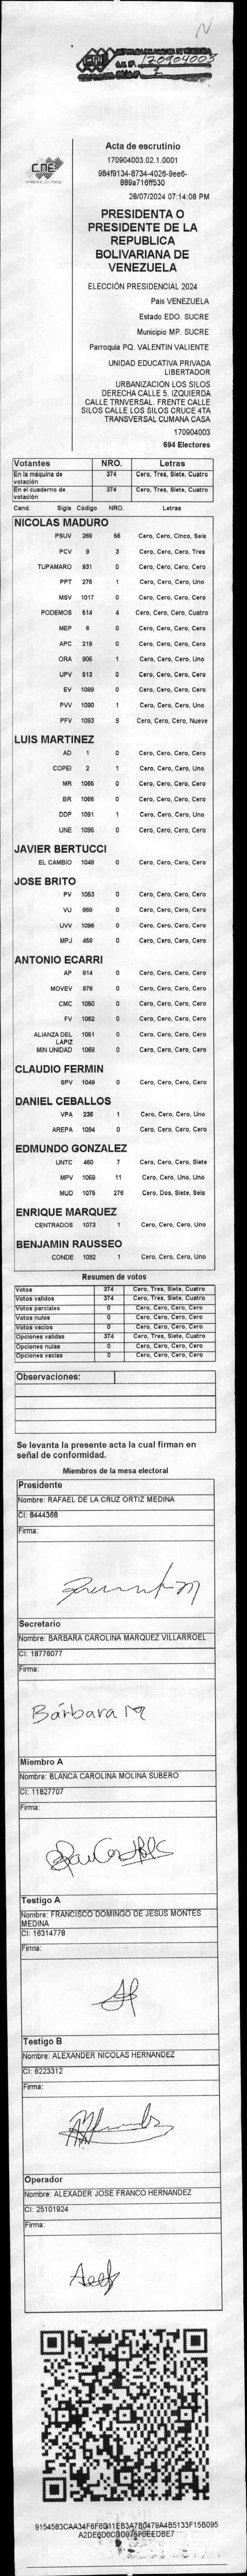 N
170904003
2
CNE
Acta de escrutinio
170904003.02.1.0001
984f9134-8734-4026-9ee6-
889a716ff530
28/07/2024 07:14:08 PM
PRESIDENTA O
PRESIDENTE DE LA
REPUBLICA
BOLIVARIANA DE
VENEZUELA
ELECCIÓN PRESIDENCIAL 2024
Pais VENEZUELA
Estado EDO. SUCRE
Municipio MP. SUCRE
Parroquia PQ. VALENTIN VALIENTE
UNIDAD EDUCATIVA PRIVADA
LIBERTADOR
URBANIZACION LOS SILOS
DERECHA CALLE 5. IZQUIERDA
CALLE TRNVERSAL. FRENTE CALLE
SILOS CALLE LOS SILOS CRUCE 4TA
TRANSVERSAL CUMANA CASA
170904003
694 Electores
Votantes NRO. Letras
En la máquina de votación 374 Cero, Tres, Siete, Cuatro
En el cuaderno de votación 374 Cero, Tres, Siete, Cuatro
Cand. Sigla Código NRO. Letras
NICOLAS MADURO
PSUV 269 56 Cero, Cero, Cinco, Seis
PCV 9 3 Cero, Cero, Cero, Tres
TUPAMARO 931 0 Cero, Cero, Cero, Cero
PPT 276 1 Cero, Cero, Cero, Uno
MSV 1017 0 Cero, Cero, Cero, Cero
PODEMOS 514 4 Cero, Cero, Cero, Cuatro
MEP 6 0 Cero, Cero, Cero, Cero
APC 219 0 Cero, Cero, Cero, Cero
ORA 906 1 Cero, Cero, Cero, Uno
UPV 513 0 Cero, Cero, Cero, Cero
EV 1089 0 Cero, Cero, Cero, Cero
PVV 1090 1 Cero, Cero, Cero, Uno
PFV 1093 9 Cero, Cero, Cero, Nueve
LUIS MARTINEZ
AD 1 0 Cero, Cero, Cero, Cero
COPEI 2 1 Cero, Cero, Cero, Uno
MR 1065 0 Cero, Cero, Cero, Cero
BR 1066 0 Cero, Cero, Cero, Cero
DDP 1091 1 Cero, Cero, Cero, Uno
UNE 1095 0 Cero, Cero, Cero, Cero
JAVIER BERTUCCI
EL CAMBIO 1048 0 Cero, Cero, Cero, Cero
JOSE BRITO
PV 1053 0 Cero, Cero, Cero, Cero
VU 868 0 Cero, Cero, Cero, Cero
UVV 1096 0 Cero, Cero, Cero, Cero
MPJ 458 0 Cero, Cero, Cero, Cero
ANTONIO ECARRI
AP 814 0 Cero, Cero, Cero, Cero
MOVEV 878 0 Cero, Cero, Cero, Cero
CMC 1050 0 Cero, Cero, Cero, Cero
FV 1062 0 Cero, Cero, Cero, Cero
ALIANZA DEL LAPIZ 1051 0 Cero, Cero, Cero, Cero
MIN UNIDAD 1068 0 Cero, Cero, Cero, Cero
CLAUDIO FERMIN
SPV 1049 0 Cero, Cero, Cero, Cero
DANIEL CEBALLOS
VPA 236 1 Cero, Cero, Cero, Uno
AREPA 1094 0 Cero, Cero, Cero, Cero
EDMUNDO GONZALEZ
UNTC 460 7 Cero, Cero, Cero, Siete
MPV 1069 11 Cero, Cero, Uno, Uno
MUD 1075 276 Cero, Dos, Siete, Seis
ENRIQUE MARQUEZ
CENTRADOS 1073 1 Cero, Cero, Cero, Uno
BENJAMIN RAUSSEO
CONDE 1092 1 Cero, Cero, Cero, Uno
Resumen de votos
Votos 374 Cero, Tres, Siete, Cuatro
Votos validos 374 Cero, Tres, Siete, Cuatro
Votos parciales 0 Cero, Cero, Cero, Cero
Votos nulos 0 Cero, Cero, Cero, Cero
Votos vacios 0 Cero, Cero, Cero, Cero
Opciones validas 374 Cero, Tres, Siete, Cuatro
Opciones nulas 0 Cero, Cero, Cero, Cero
Opciones vacias 0 Cero, Cero, Cero, Cero
Observaciones:
Se levanta la presente acta la cual firman en
señal de conformidad.
Miembros de la mesa electoral
Presidente
Nombre: RAFAEL DE LA CRUZ ORTIZ MEDINA
CI: 8444368
Firma:
Secretario
Nombre: BARBARA CAROLINA MARQUEZ VILLARROEL
CI: 18776077
Firma:
Bárbara M
Miembro A
Nombre: BLANCA CAROLINA MOLINA SUBERO
CI: 11827707
Firma:
Testigo A
Nombre: FRANCISCO DOMINGO DE JESUS MONTES
MEDINA
CI: 16314778
Firma:
Testigo B
Nombre: ALEXANDER NICOLAS HERNANDEZ
CI: 6223312
Firma:
Operador
Nombre: ALEXADER JOSE FRANCO HERNANDEZ
CI: 25101924
Firma: